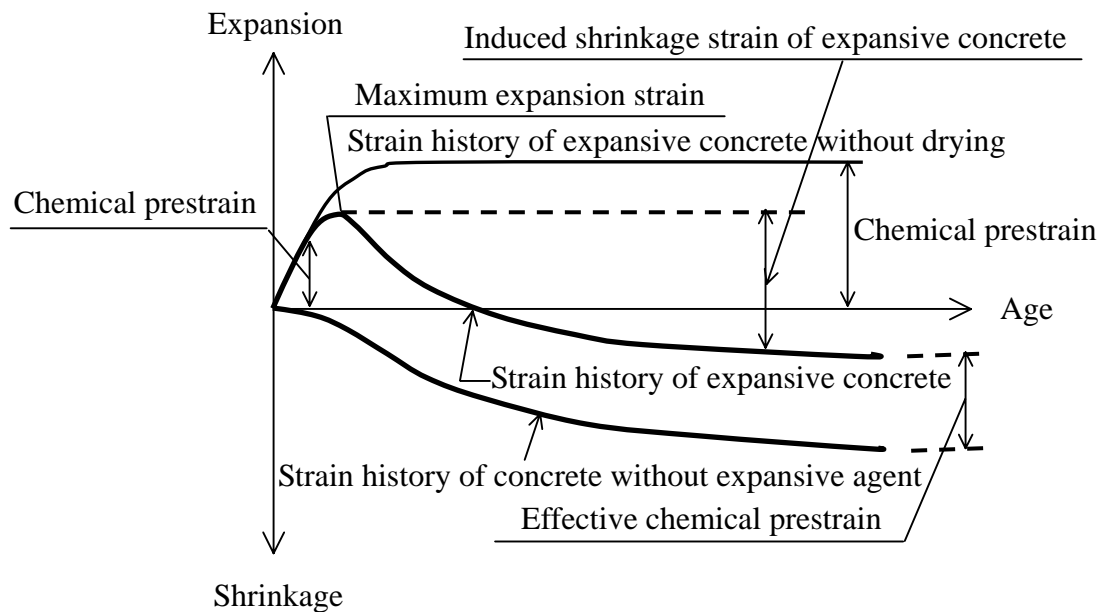 Expansion
Induced shrinkage strain of expansive concrete
Maximum expansion strain
Strain history of expansive concrete without drying
Chemical prestrain
Chemical prestrain
Age
Strain history of expansive concrete
Strain history of concrete without expansive agent
Effective chemical prestrain
Shrinkage